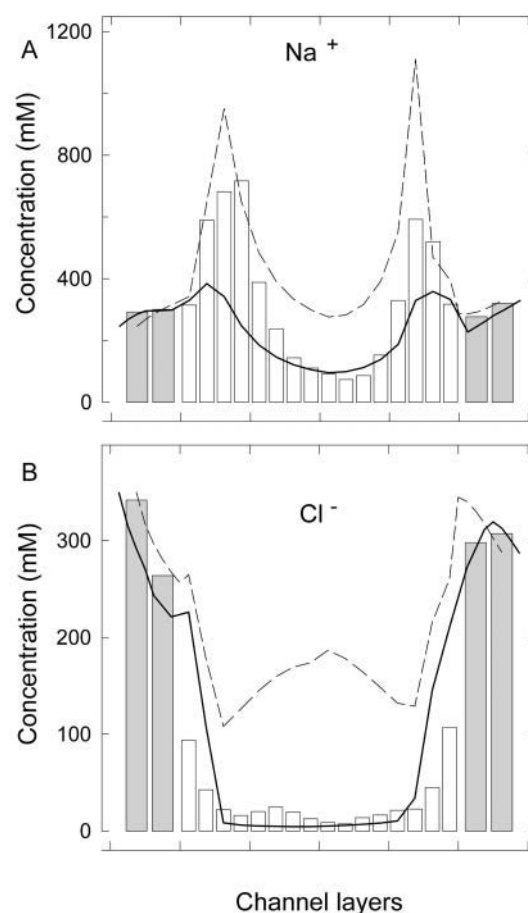 1200
A
Na +
Concentration (mM)
800
400
0
B
Cl -
Concentration (mM)
300
200
100
0
Channel layers